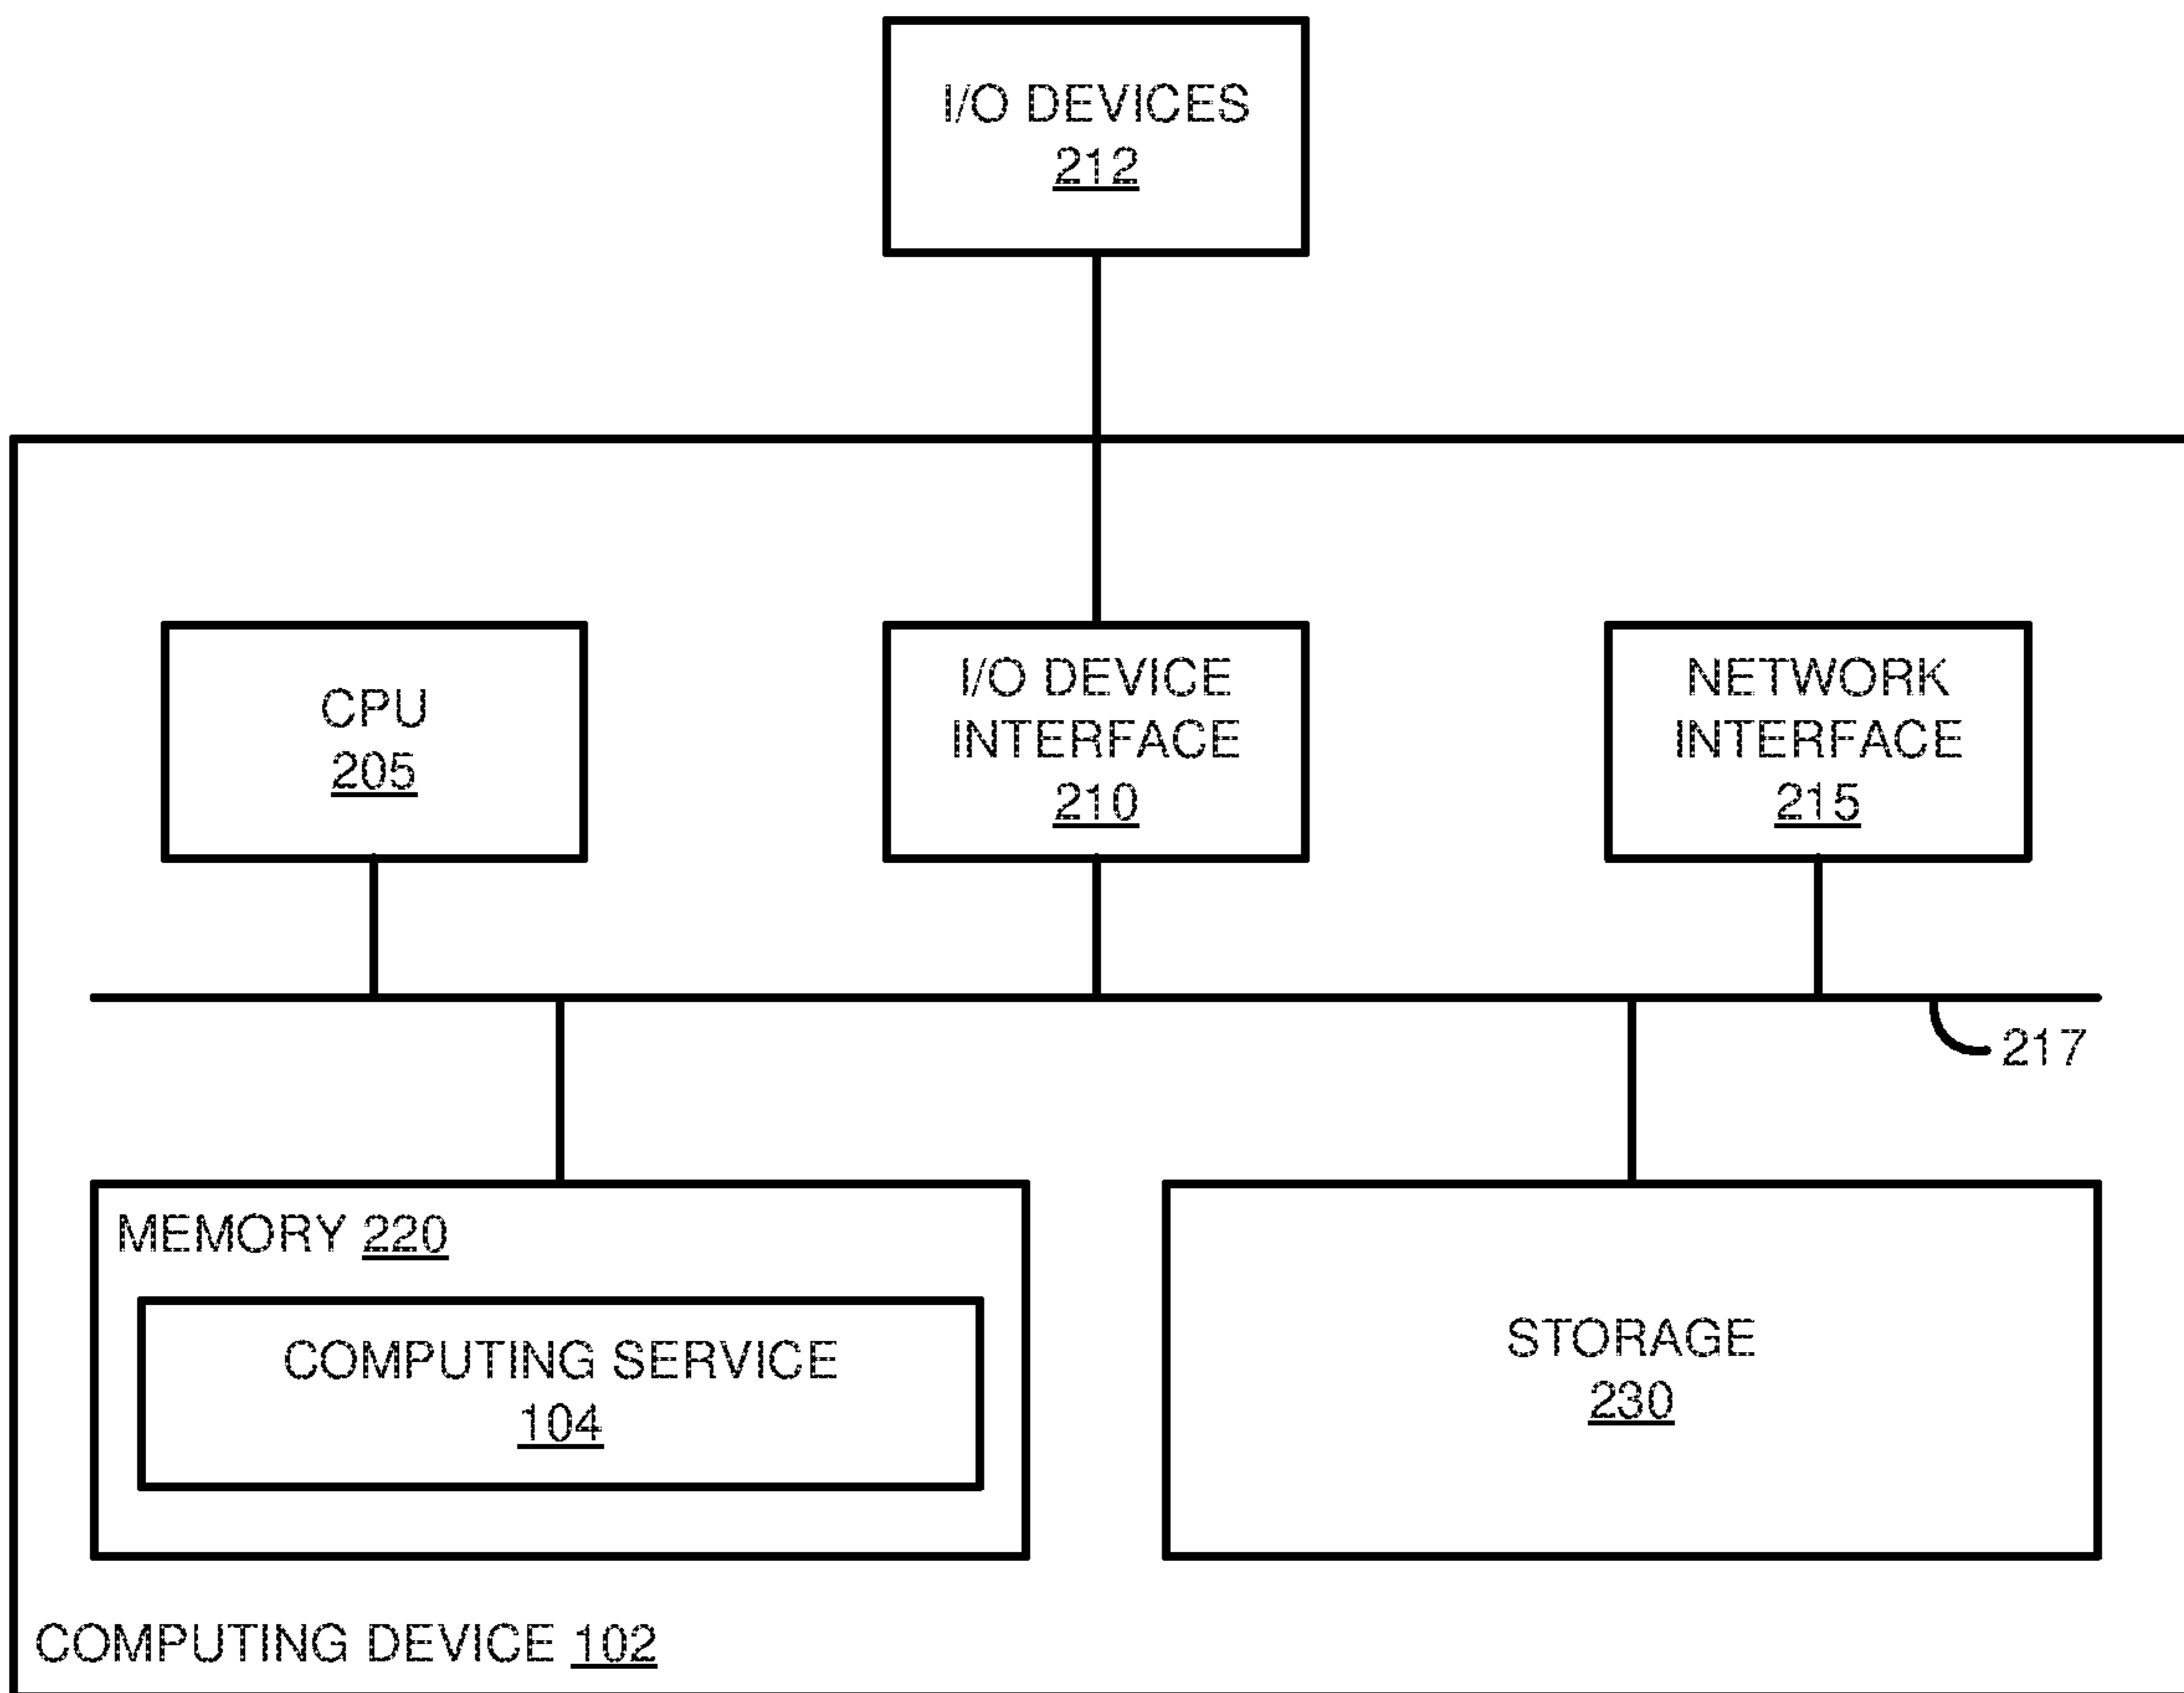 I/O DEVICES
212
CPU
205
I/O DEVICE
INTERFACE
210
NETWORK
INTERFACE
215
217
MEMORY 220
COMPUTING SERVICE
104
STORAGE
230
COMPUTING DEVICE 102